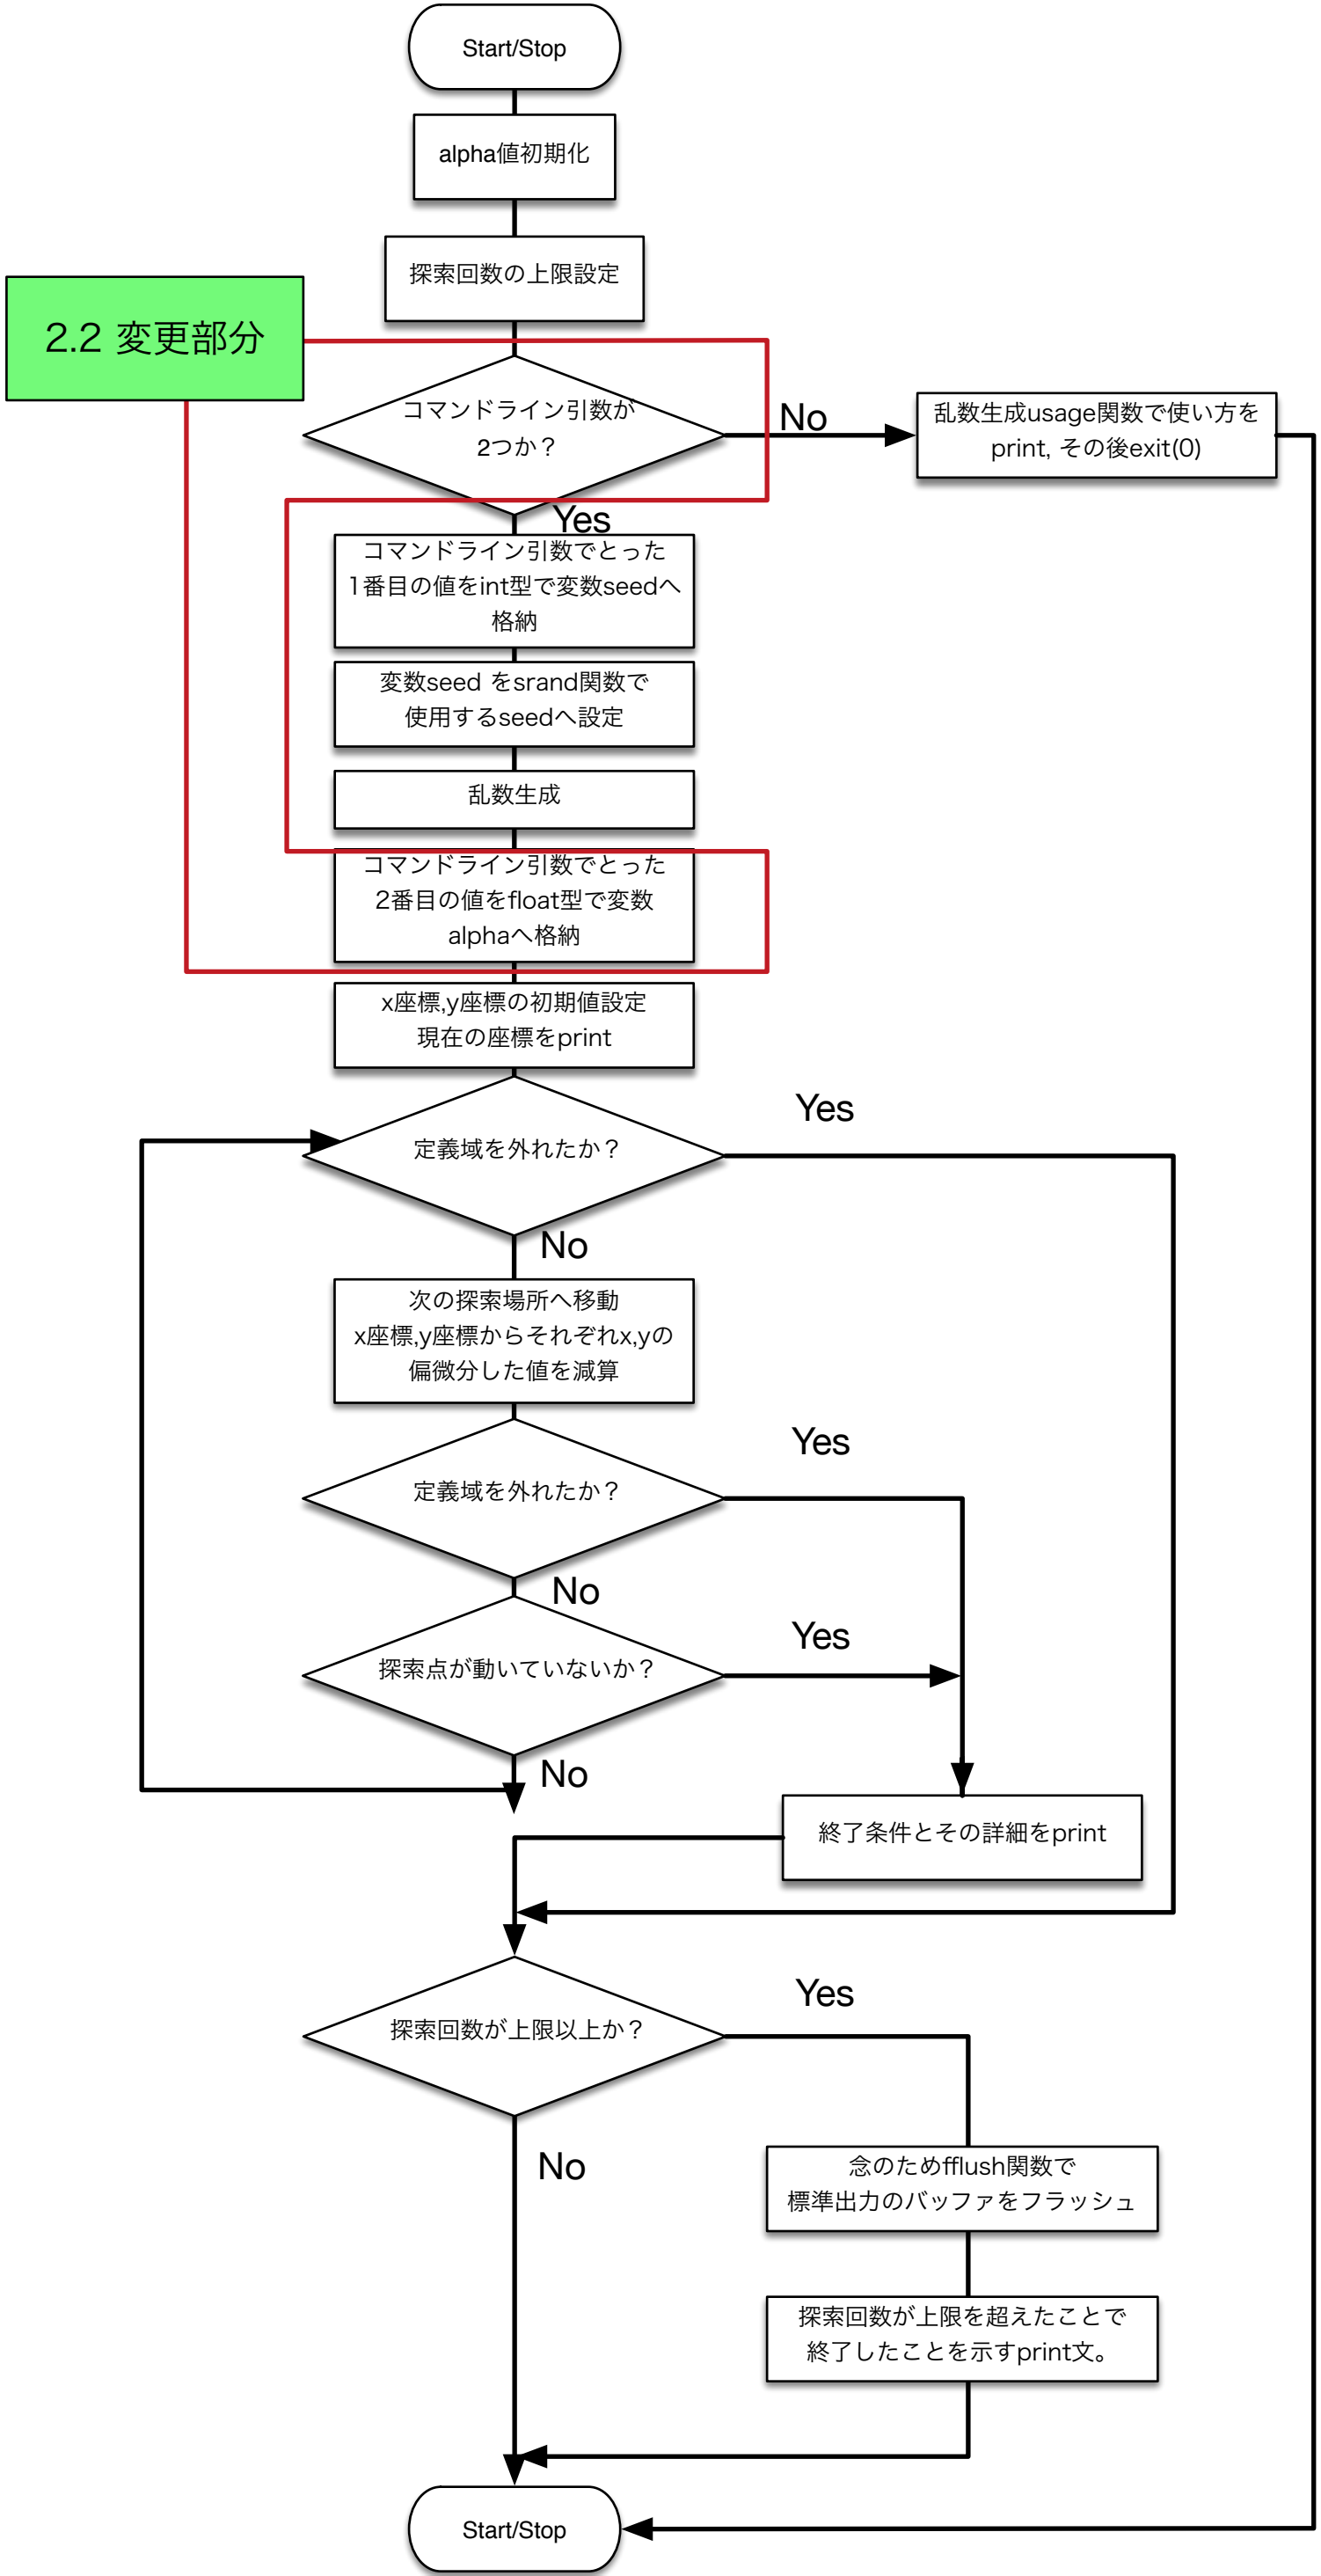 Start/Stop
alpha値初期化
探索回数の上限設定
2.2 変更部分
コマンドライン引数が
2つか？
No
乱数生成usage関数で使い方を
print, その後exit(0)
Yes
コマンドライン引数でとった
1番目の値をint型で変数seedへ
格納
変数seed をsrand関数で
使用するseedへ設定
乱数生成
コマンドライン引数でとった
2番目の値をfloat型で変数
alphaへ格納
x座標,y座標の初期値設定
現在の座標をprint
定義域を外れたか？
Yes
No
次の探索場所へ移動
x座標,y座標からそれぞれx,yの
偏微分した値を減算
定義域を外れたか？
Yes
No
探索点が動いていないか？
Yes
No
終了条件とその詳細をprint
探索回数が上限以上か？
Yes
No
念のためfflush関数で
標準出力のバッファをフラッシュ
探索回数が上限を超えたことで
終了したことを示すprint文。
Start/Stop